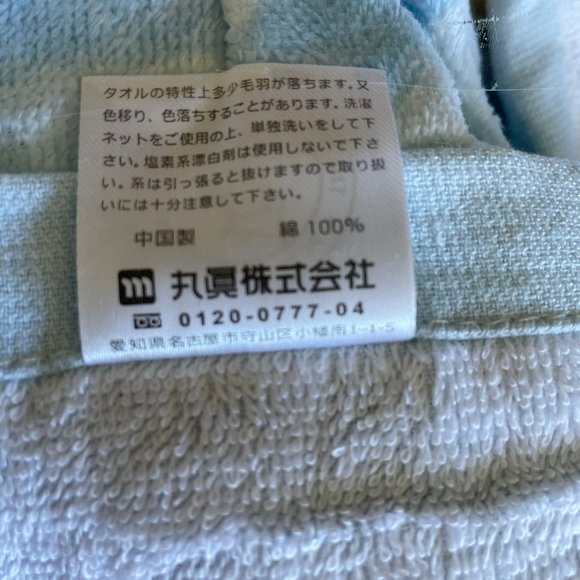 タオルの特性上多少毛羽が落ちます。又
色移り、色落ちすることがあります。洗濯
ネットをご使用の上、単独洗いをして下
さい。塩素系漂白剤は使用しないで下さ
い。糸は引っ張ると抜けますので取り扱
いには十分注意して下さい。
中国製 綿 100%
m 丸眞株式会社
0120-0777-04
愛知県名古屋市守山区小幡南1-1-5